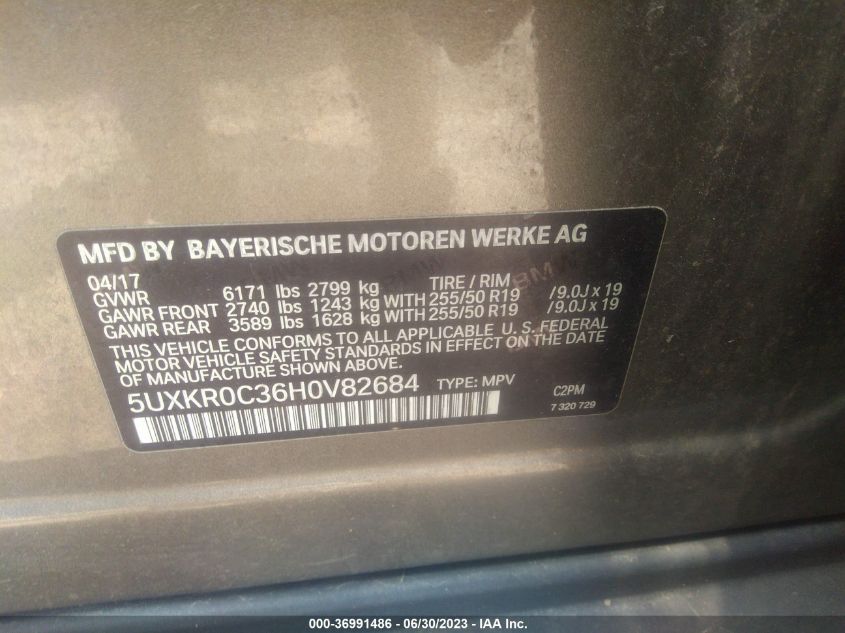 MFD BY BAYERISCHE MOTOREN WERKE AG
04/17
GVWR 6171 lbs 2799 kg TIRE / RIM
GAWR FRONT 2740 lbs 1243 kg WITH 255/50 R19 /9.0J x 19
GAWR REAR 3589 lbs 1628 kg WITH 255/50 R19 /9.0J x 19
THIS VEHICLE CONFORMS TO ALL APPLICABLE U. S. FEDERAL
MOTOR VEHICLE SAFETY STANDARDS IN EFFECT ON THE DATE
OF MANUFACTURE SHOWN ABOVE.
5UXKR0C36H0V82684 TYPE: MPV C2PM
7 320 729
000-36991486 - 06/30/2023 - IAA Inc.